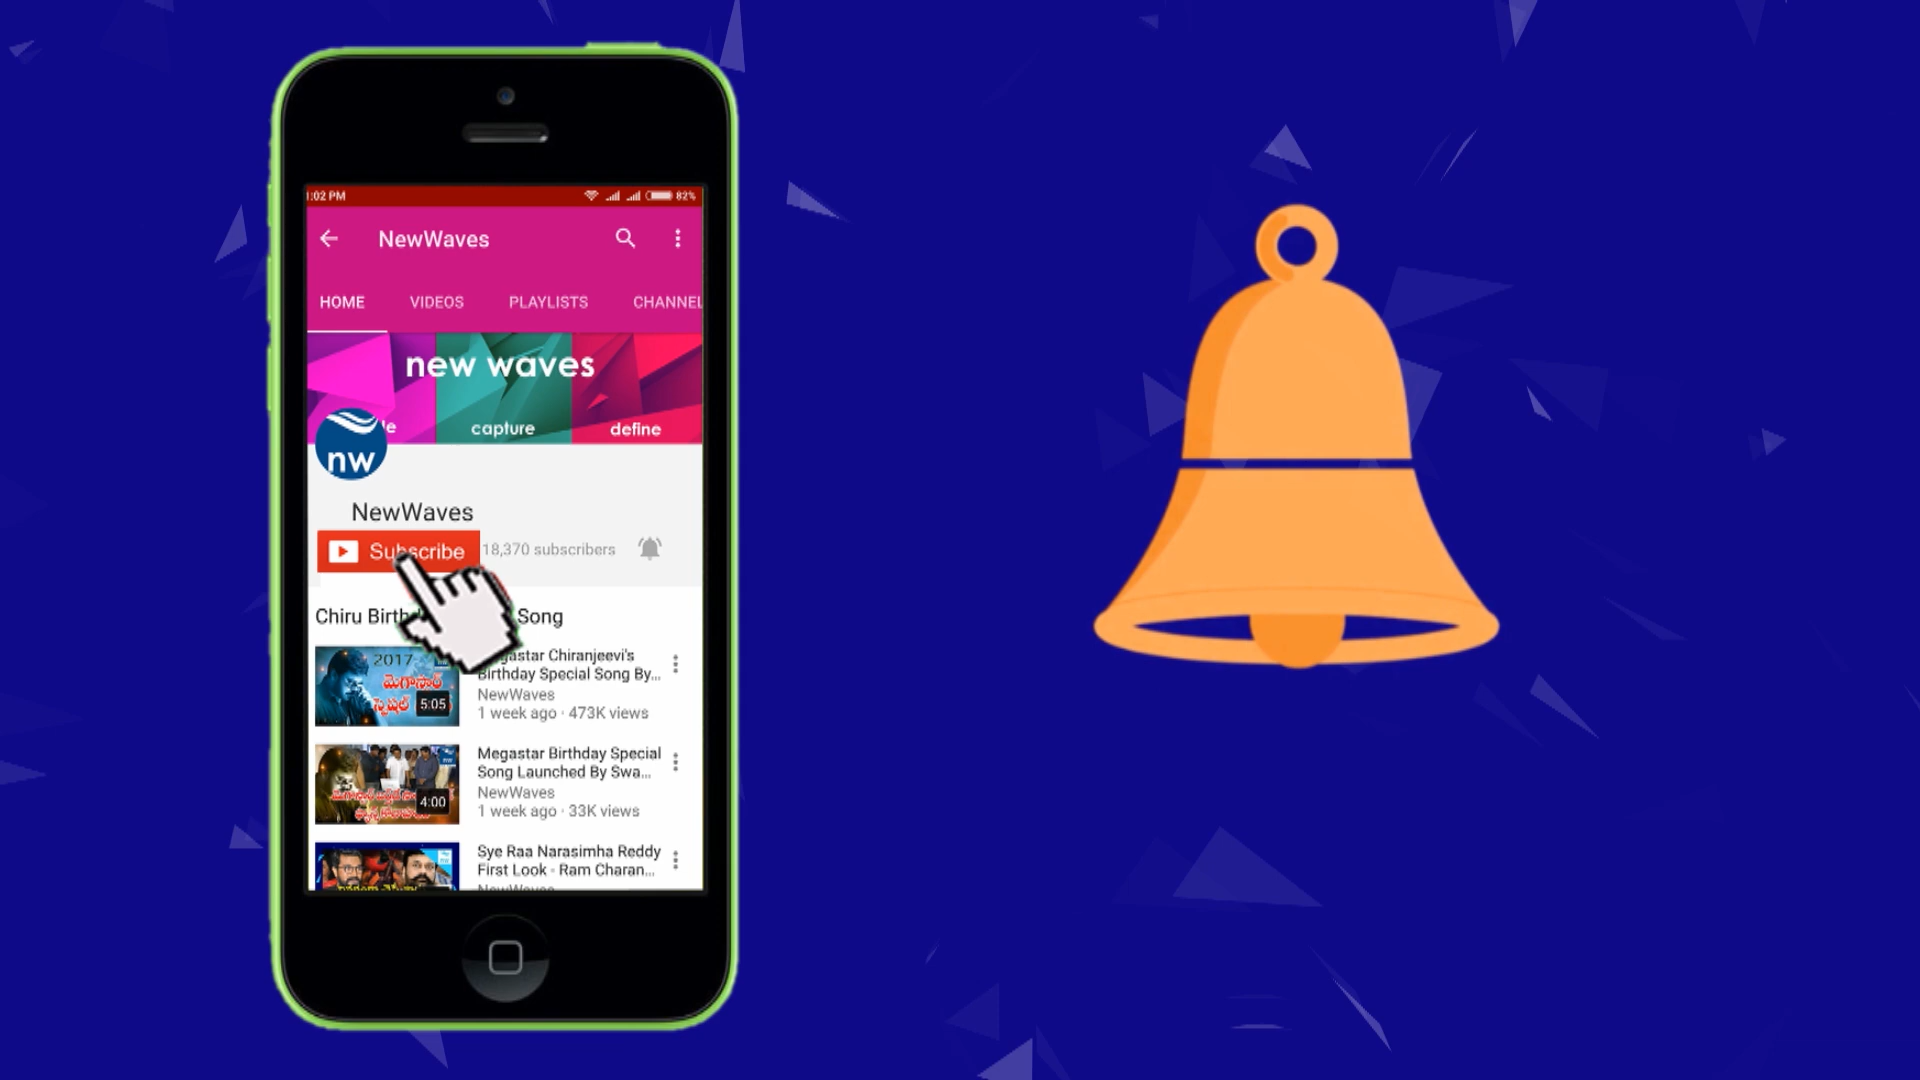 1:02 PM
82%
NewWaves
HOME VIDEOS PLAYLISTS CHANNEL
new waves
capture define
nw
NewWaves
Subscribe 18,370 subscribers
Chiru Song
2017
మెగాస్టార్
స్పెషల్
5:05
Chiranjeevi's
Birthday Special Song By...
NewWaves
1 week ago · 473K views
4:00
Megastar Birthday Special
Song Launched By Swa...
NewWaves
1 week ago · 33K views
Sye Raa Narasimha Reddy
First Look - Ram Charan...
NewWaves